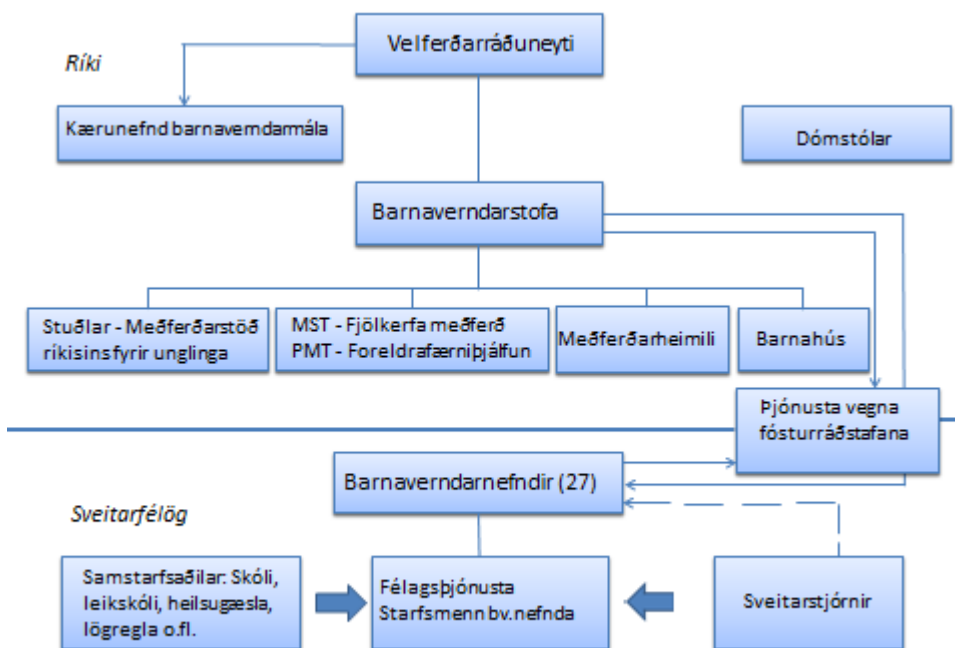 Velferðarráðuneyti
Ríki
Kærunefnd barnaverndarmála
Dómstólar
Barnaverndarstofa
Stuðlar - Meðferðarstöð
ríkisins fyrir unglinga
MST - Fjölkerfa meðferð
PMT - Foreldrafærniþjálfun
Meðferðarheimili
Barnahús
Þjónusta vegna
fósturráðstafana
Barnaverndarnefndir (27)
Sveitarfélög
Samstarfsaðilar: Skóli,
leikskóli, heilsugæsla,
lögregla o.fl.
Félagsþjónusta
Starfsmenn bv.nefnda
Sveitarstjórnir